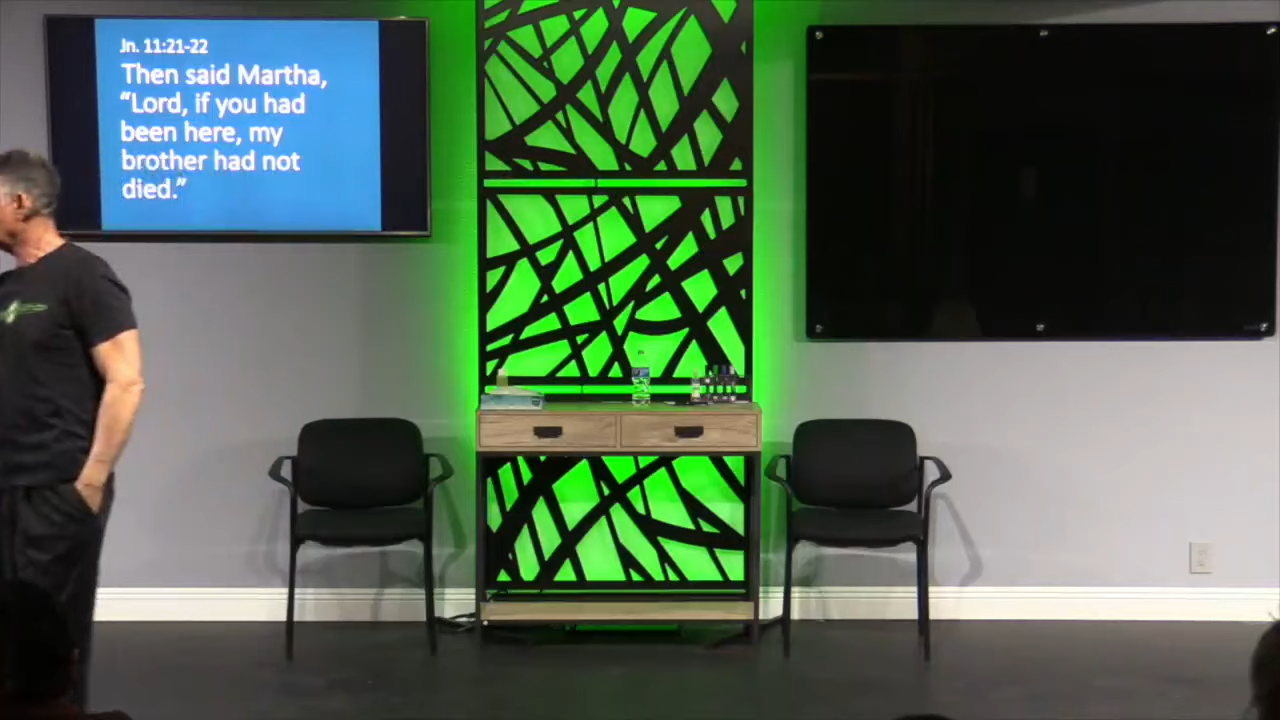 Jn. 11:21-22
Then said Martha,
“Lord, if you had
been here, my
brother had not
died.”